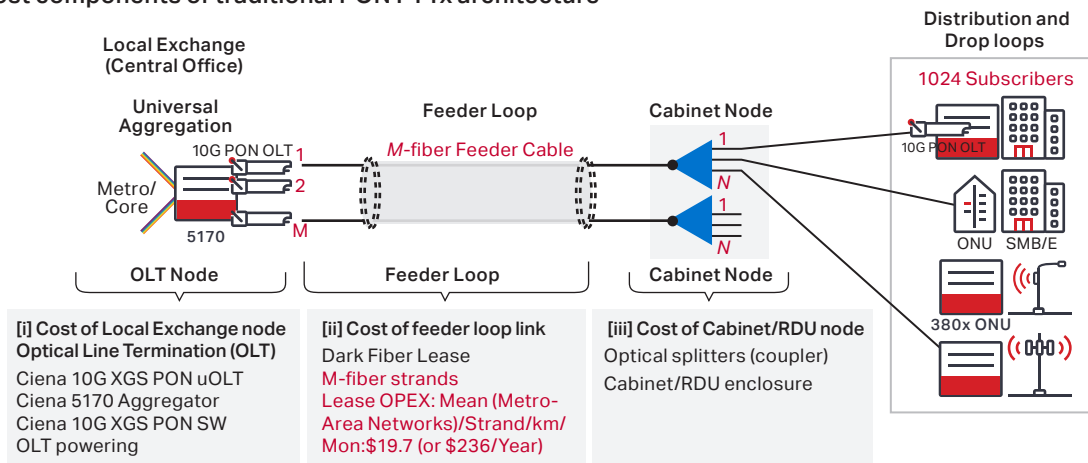 Local Exchange
(Central Office)
Distribution and
Drop loops
Universal
Aggregation
Feeder Loop
Cabinet Node
1024 Subscribers
10G PON OLT
1
M-fiber Feeder Cable
1
10G PON OLT
Metro/
Core
2
N
1
5170
M
N
ONU
SMB/E
OLT Node
Feeder Loop
Cabinet Node
380x ONU
[i] Cost of Local Exchange node
Optical Line Termination (OLT)
Ciena 10G XGS PON uOLT
Ciena 5170 Aggregator
Ciena 10G XGS PON SW
OLT powering
[ii] Cost of feeder loop link
Dark Fiber Lease
M-fiber strands
Lease OPEX: Mean (Metro-
Area Networks)/Strand/km/
Mon:$19.7 (or $236/Year)
[iii] Cost of Cabinet/RDU node
Optical splitters (coupler)
Cabinet/RDU enclosure